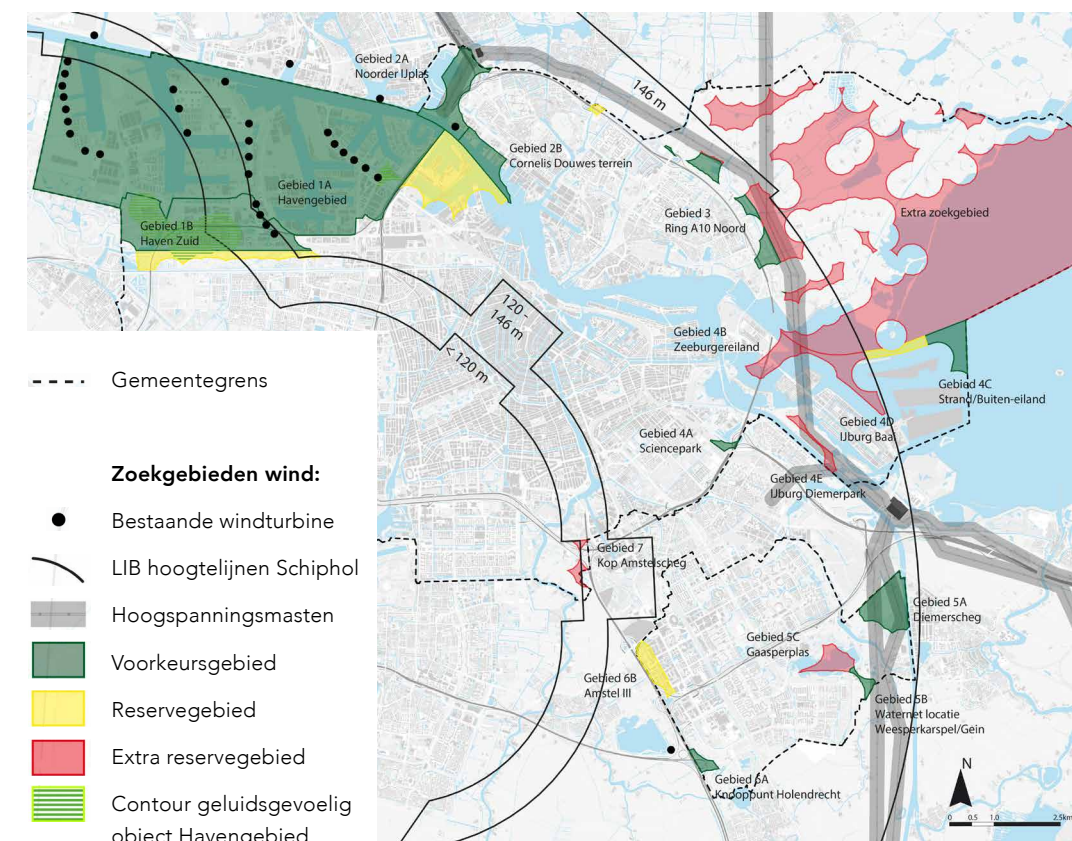 Gebied 2A
Noorder IJplas
146 m
Gebied 2B
Cornelis Douwes terrein
Gebied 1A
Havengebied
Gebied 1B
Haven Zuid
Gebied 3
Ring A10 Noord
Extra zoekgebied
120 -
146 m
< 120 m
Gebied 4B
Zeeburgereiland
Gebied 4C
Strand/Buiten-eiland
Gebied 4D
IJburg Baai
Gebied 4A
Sciencepark
Gebied 4E
IJburg Diemerpark
Gebied 7
Kop Amstelscheg
Gebied 5A
Diemerscheg
Gebied 5C
Gaasperplas
Gebied 6B
Amstel III
Gebied 5B
Waternet locatie
Weesperkarspel/Gein
Gebied 6A
Knooppunt Holendrecht
N
0 0.5 1.0 2.5km
Gemeentegrens
Zoekgebieden wind:
Bestaande windturbine
LIB hoogtelijnen Schiphol
Hoogspanningsmasten
Voorkeursgebied
Reservegebied
Extra reservegebied
Contour geluidsgevoelig
object Havengebied